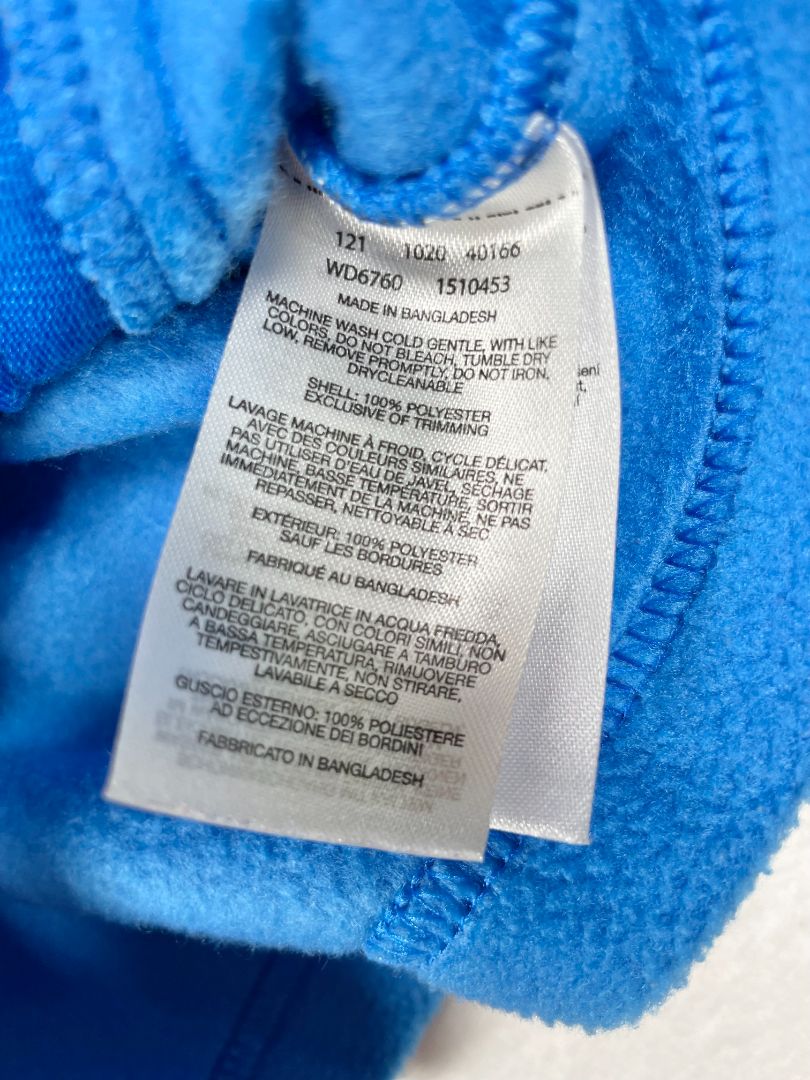 121 1020 40166
WD6760 1510453
MADE IN BANGLADESH
MACHINE WASH COLD GENTLE, WITH LIKE
COLORS, DO NOT BLEACH, TUMBLE DRY
LOW, REMOVE PROMPTLY, DO NOT IRON,
DRYCLEANABLE
SHELL: 100% POLYESTER
EXCLUSIVE OF TRIMMING
LAVAGE MACHINE À FROID, CYCLE DÉLICAT,
AVEC DES COULEURS SIMILAIRES, NE
PAS UTILISER D'EAU DE JAVEL, SÉCHAGE
MACHINE, BASSE TEMPÉRATURE, SORTIR
IMMÉDIATEMENT DE LA MACHINE, NE PAS
REPASSER, NETTOYABLE À SEC
EXTÉRIEUR: 100% POLYESTER
SAUF LES BORDURES
FABRIQUÉ AU BANGLADESH
LAVARE IN LAVATRICE IN ACQUA FREDDA,
CICLO DELICATO, CON COLORI SIMILI, NON
CANDEGGIARE, ASCIUGARE A TAMBURO
A BASSA TEMPERATURA, RIMUOVERE
TEMPESTIVAMENTE, NON STIRARE,
LAVABILE A SECCO
GUSCIO ESTERNO: 100% POLIESTERE
AD ECCEZIONE DEI BORDINI
FABBRICATO IN BANGLADESH